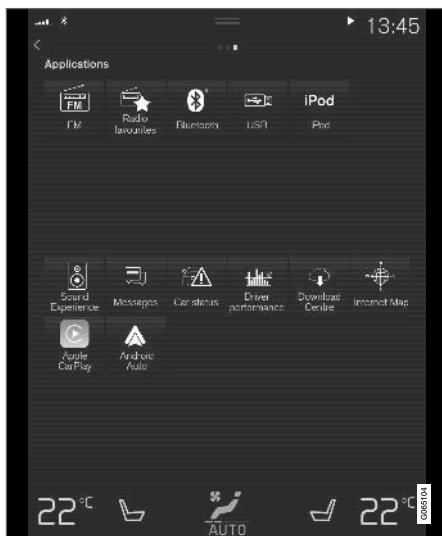 13:45
Applications
FM
iPod
FM
Radio
favourites
Bluetooth
USB
iPod
Sound
Experience
Messages
Car status
Driver
performance
Download
Centre
Internet Map
Apple
CarPlay
Android
Auto
22°C
AUTO
22°C
G065104